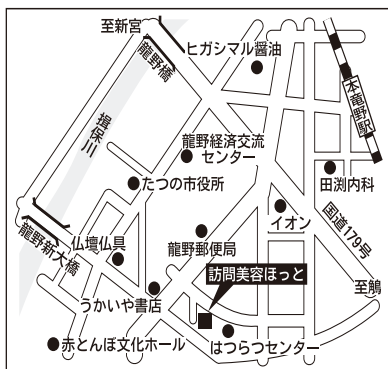 至新宮
ヒガシマル醤油
龍野橋
本竜野駅
揖保川
龍野経済交流
センター
たつの市役所
田渕内科
イオン
国道179号
龍野新大橋
仏壇仏具
龍野郵便局
訪問美容ほっと
至鵤
うかいや書店
赤とんぼ文化ホール
はつらつセンター